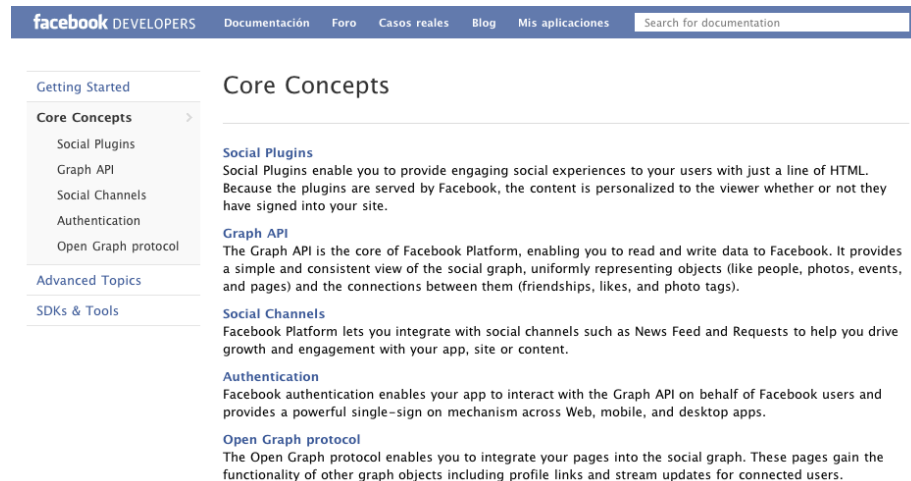 facebook DEVELOPERS Documentación Foro Casos reales Blog Mis aplicaciones Search for documentation
Getting Started
Core Concepts
Social Plugins
Graph API
Social Channels
Authentication
Open Graph protocol
Advanced Topics
SDKs & Tools
Core Concepts
Social Plugins
Social Plugins enable you to provide engaging social experiences to your users with just a line of HTML.
Because the plugins are served by Facebook, the content is personalized to the viewer whether or not they
have signed into your site.
Graph API
The Graph API is the core of Facebook Platform, enabling you to read and write data to Facebook. It provides
a simple and consistent view of the social graph, uniformly representing objects (like people, photos, events,
and pages) and the connections between them (friendships, likes, and photo tags).
Social Channels
Facebook Platform lets you integrate with social channels such as News Feed and Requests to help you drive
growth and engagement with your app, site or content.
Authentication
Facebook authentication enables your app to interact with the Graph API on behalf of Facebook users and
provides a powerful single-sign on mechanism across Web, mobile, and desktop apps.
Open Graph protocol
The Open Graph protocol enables you to integrate your pages into the social graph. These pages gain the
functionality of other graph objects including profile links and stream updates for connected users.